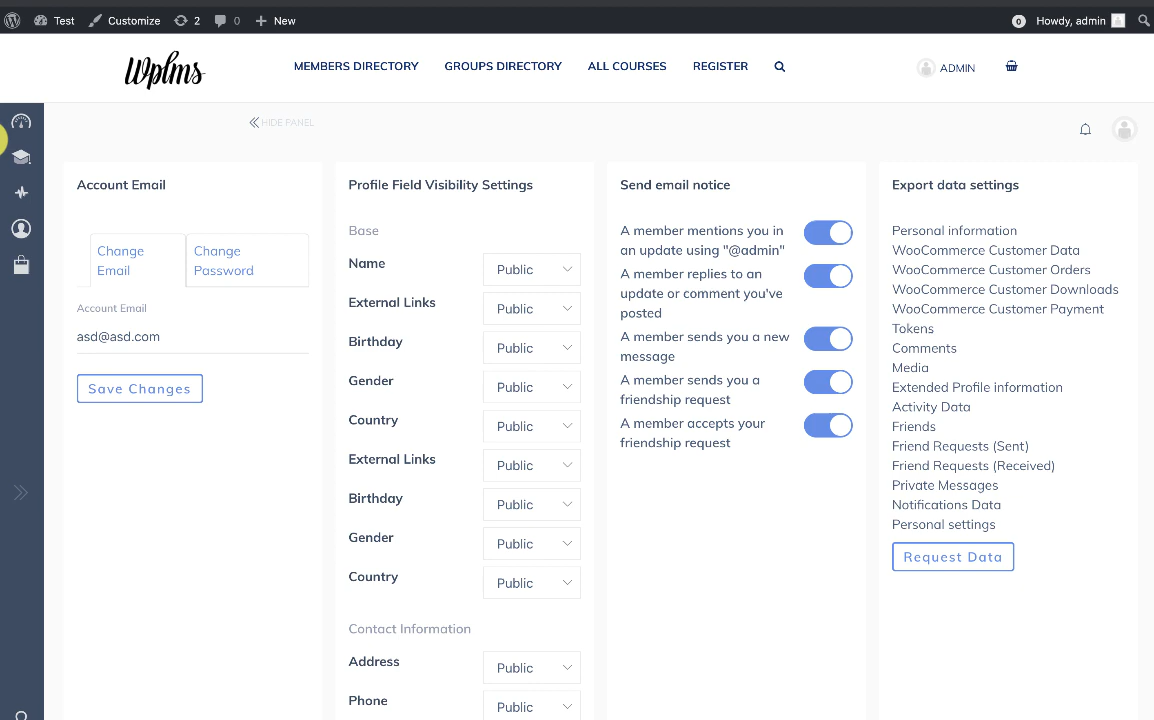 Test
Customize
2
0
New
0
Howdy, admin
Wplms
MEMBERS DIRECTORY
GROUPS DIRECTORY
ALL COURSES
REGISTER
ADMIN
HIDE PANEL
Account Email
Change
Email
Change
Password
Account Email
asd@asd.com
Save Changes
Profile Field Visibility Settings
Base
Name
Public
External Links
Public
Birthday
Public
Gender
Public
Country
Public
External Links
Public
Birthday
Public
Gender
Public
Country
Public
Contact Information
Address
Public
Phone
Public
Send email notice
A member mentions you in
an update using "@admin"
A member replies to an
update or comment you've
posted
A member sends you a new
message
A member sends you a
friendship request
A member accepts your
friendship request
Export data settings
Personal information
WooCommerce Customer Data
WooCommerce Customer Orders
WooCommerce Customer Downloads
WooCommerce Customer Payment
Tokens
Comments
Media
Extended Profile information
Activity Data
Friends
Friend Requests (Sent)
Friend Requests (Received)
Private Messages
Notifications Data
Personal settings
Request Data